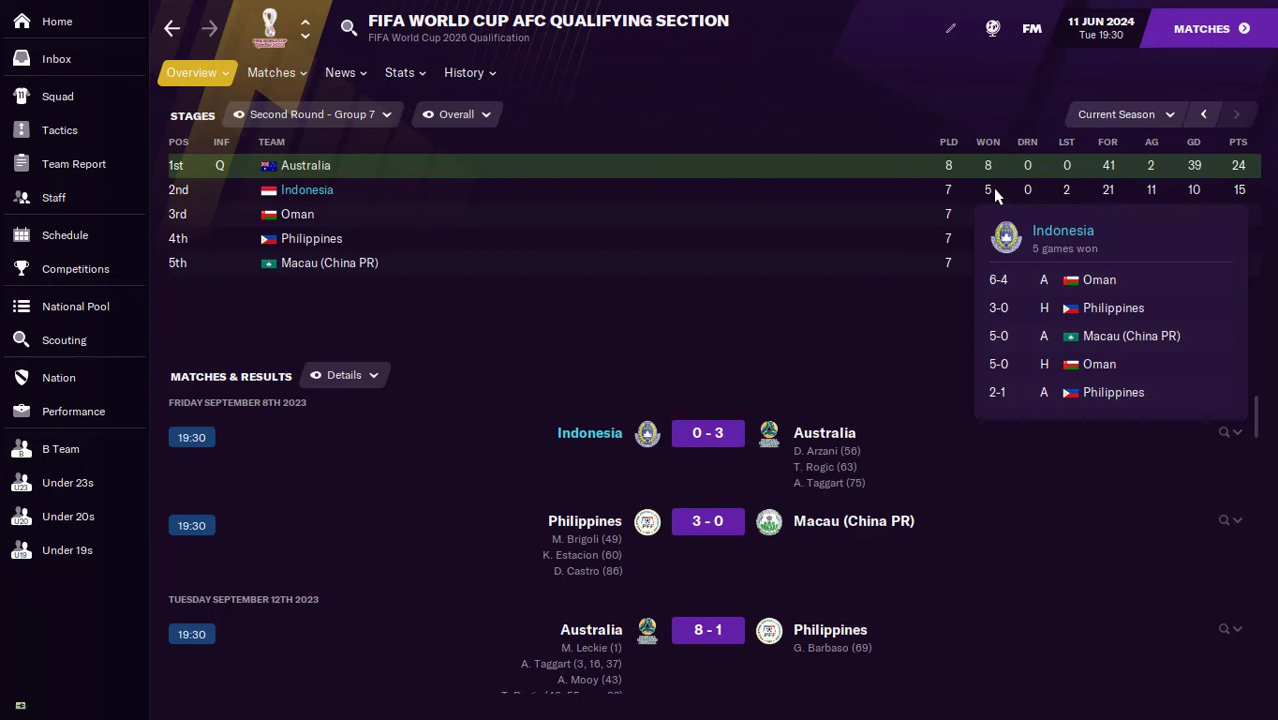 FIFA WORLD CUP AFC QUALIFYING SECTION
FIFA World Cup 2026 Qualification
FM
11 JUN 2024
Tue 19:30
MATCHES
Home
Inbox
Squad
Tactics
Team Report
Staff
Schedule
Competitions
National Pool
Scouting
Nation
Performance
B Team
Under 23s
Under 20s
Under 19s
Overview Matches News Stats History
STAGES Second Round - Group 7 Overall Current Season
POS INF TEAM PLD WON DRN LST FOR AG GD PTS
1st Q Australia 8 8 0 0 41 2 39 24
2nd Indonesia 7 5 0 2 21 11 10 15
3rd Oman 7
4th Philippines 7
5th Macau (China PR) 7
Indonesia
5 games won
6-4 A Oman
3-0 H Philippines
5-0 A Macau (China PR)
5-0 H Oman
2-1 A Philippines
MATCHES & RESULTS Details
FRIDAY SEPTEMBER 8TH 2023
19:30 Indonesia 0 - 3 Australia
D. Arzani (56)
T. Rogic (63)
A. Taggart (75)
19:30 Philippines 3 - 0 Macau (China PR)
M. Brigoli (49)
K. Estacion (60)
D. Castro (86)
TUESDAY SEPTEMBER 12TH 2023
19:30 Australia 8 - 1 Philippines
M. Leckie (1) G. Barbaso (69)
A. Taggart (3, 16, 37)
A. Mooy (43)